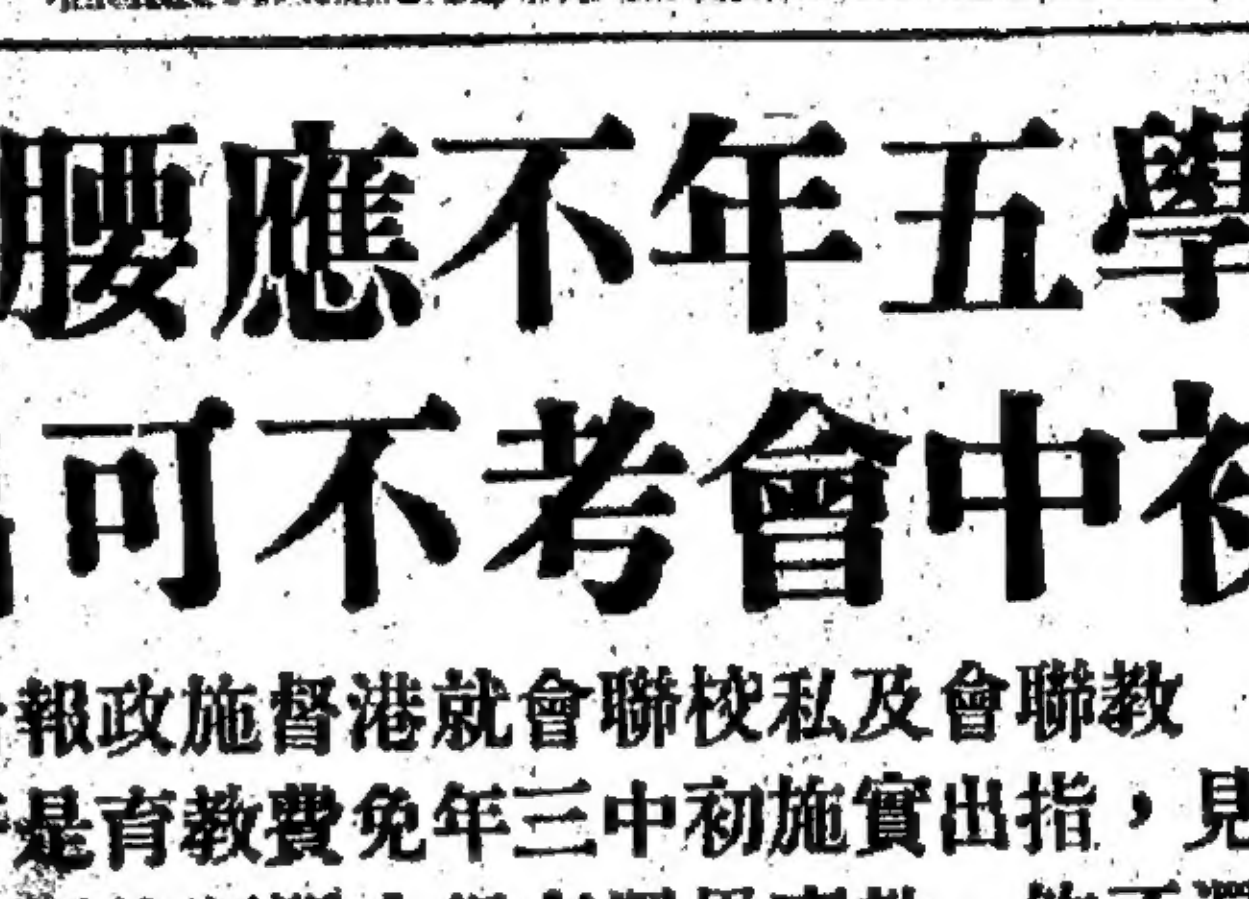 學五年不應腰
初中會考不可
教聯會及私校聯會就港督施政報
見，指出實施初中三年免費教育是